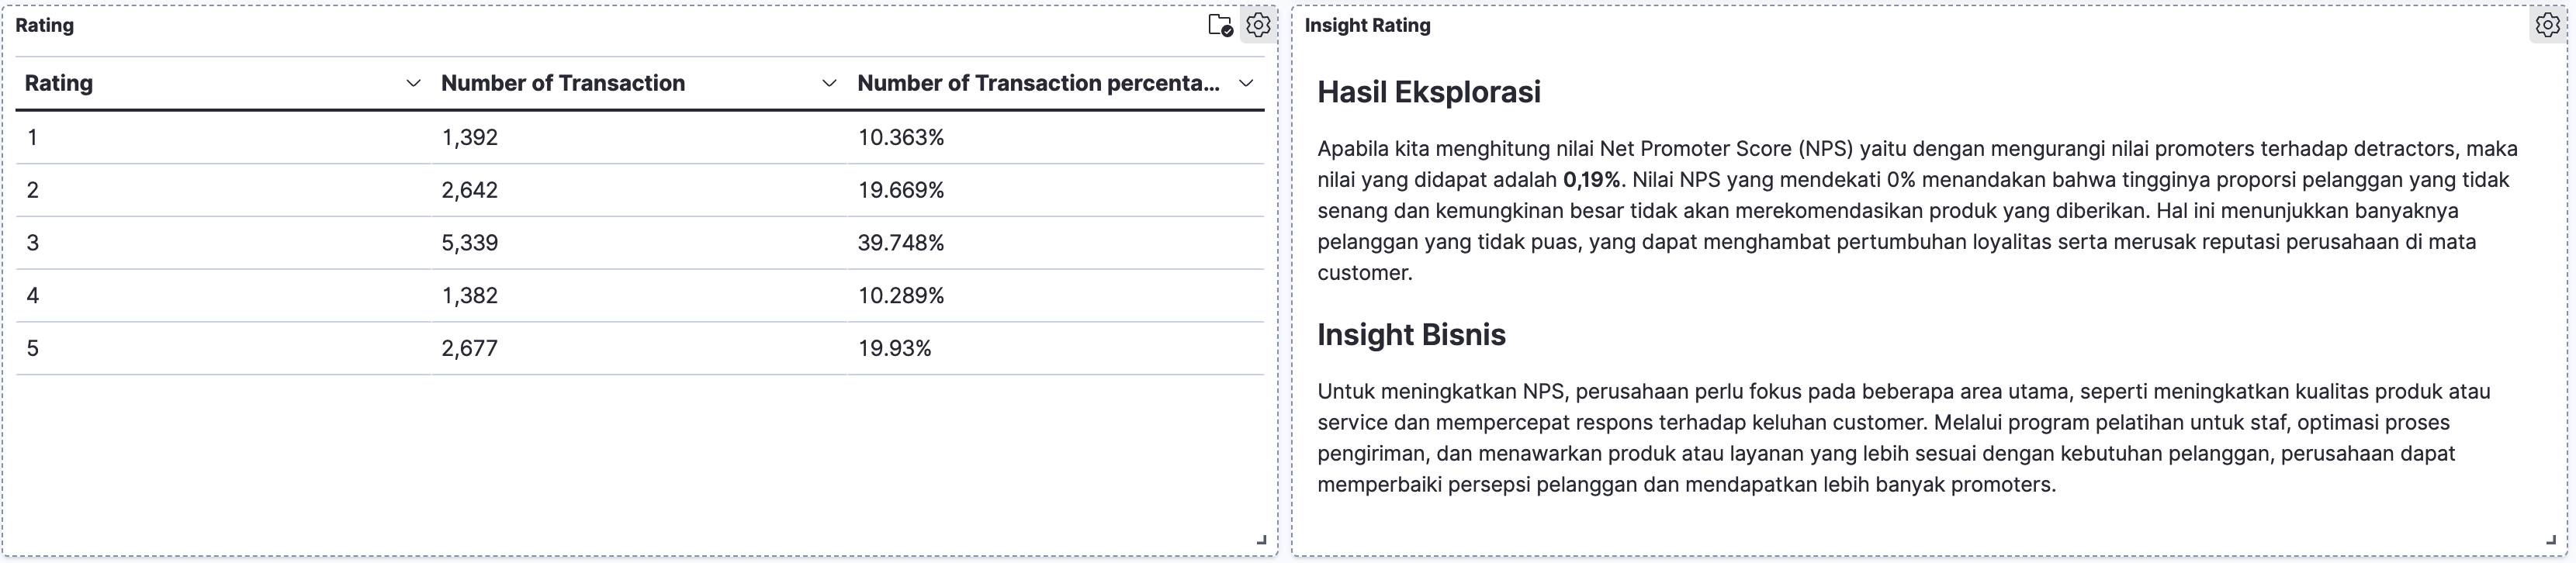 Rating
Rating Number of Transaction Number of Transaction percenta...
1 1,392 10.363%
2 2,642 19.669%
3 5,339 39.748%
4 1,382 10.289%
5 2,677 19.93%
Insight Rating
Hasil Eksplorasi
Apabila kita menghitung nilai Net Promoter Score (NPS) yaitu dengan mengurangi nilai promoters terhadap detractors, maka
nilai yang didapat adalah 0,19%. Nilai NPS yang mendekati 0% menandakan bahwa tingginya proporsi pelanggan yang tidak
senang dan kemungkinan besar tidak akan merekomendasikan produk yang diberikan. Hal ini menunjukkan banyaknya
pelanggan yang tidak puas, yang dapat menghambat pertumbuhan loyalitas serta merusak reputasi perusahaan di mata
customer.
Insight Bisnis
Untuk meningkatkan NPS, perusahaan perlu fokus pada beberapa area utama, seperti meningkatkan kualitas produk atau
service dan mempercepat respons terhadap keluhan customer. Melalui program pelatihan untuk staf, optimasi proses
pengiriman, dan menawarkan produk atau layanan yang lebih sesuai dengan kebutuhan pelanggan, perusahaan dapat
memperbaiki persepsi pelanggan dan mendapatkan lebih banyak promoters.